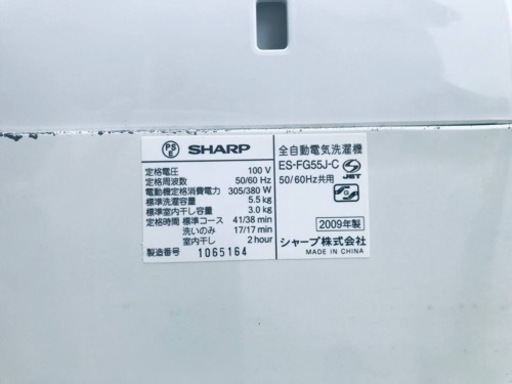 PS
E
SHARP
定格電圧 100 V
定格周波数 50/60 Hz
電動機定格消費電力 305/380 W
標準洗濯容量 5.5 kg
標準室内干し容量 3.0 kg
定格時間 標準コース 41/38 min
洗いのみ 17/17 min
室内干し 2 hour
製造番号 1065164
全自動電気洗濯機
ES-FG55J-C
50/60Hz共用
JET
2009年製
シャープ株式会社
MADE IN CHINA